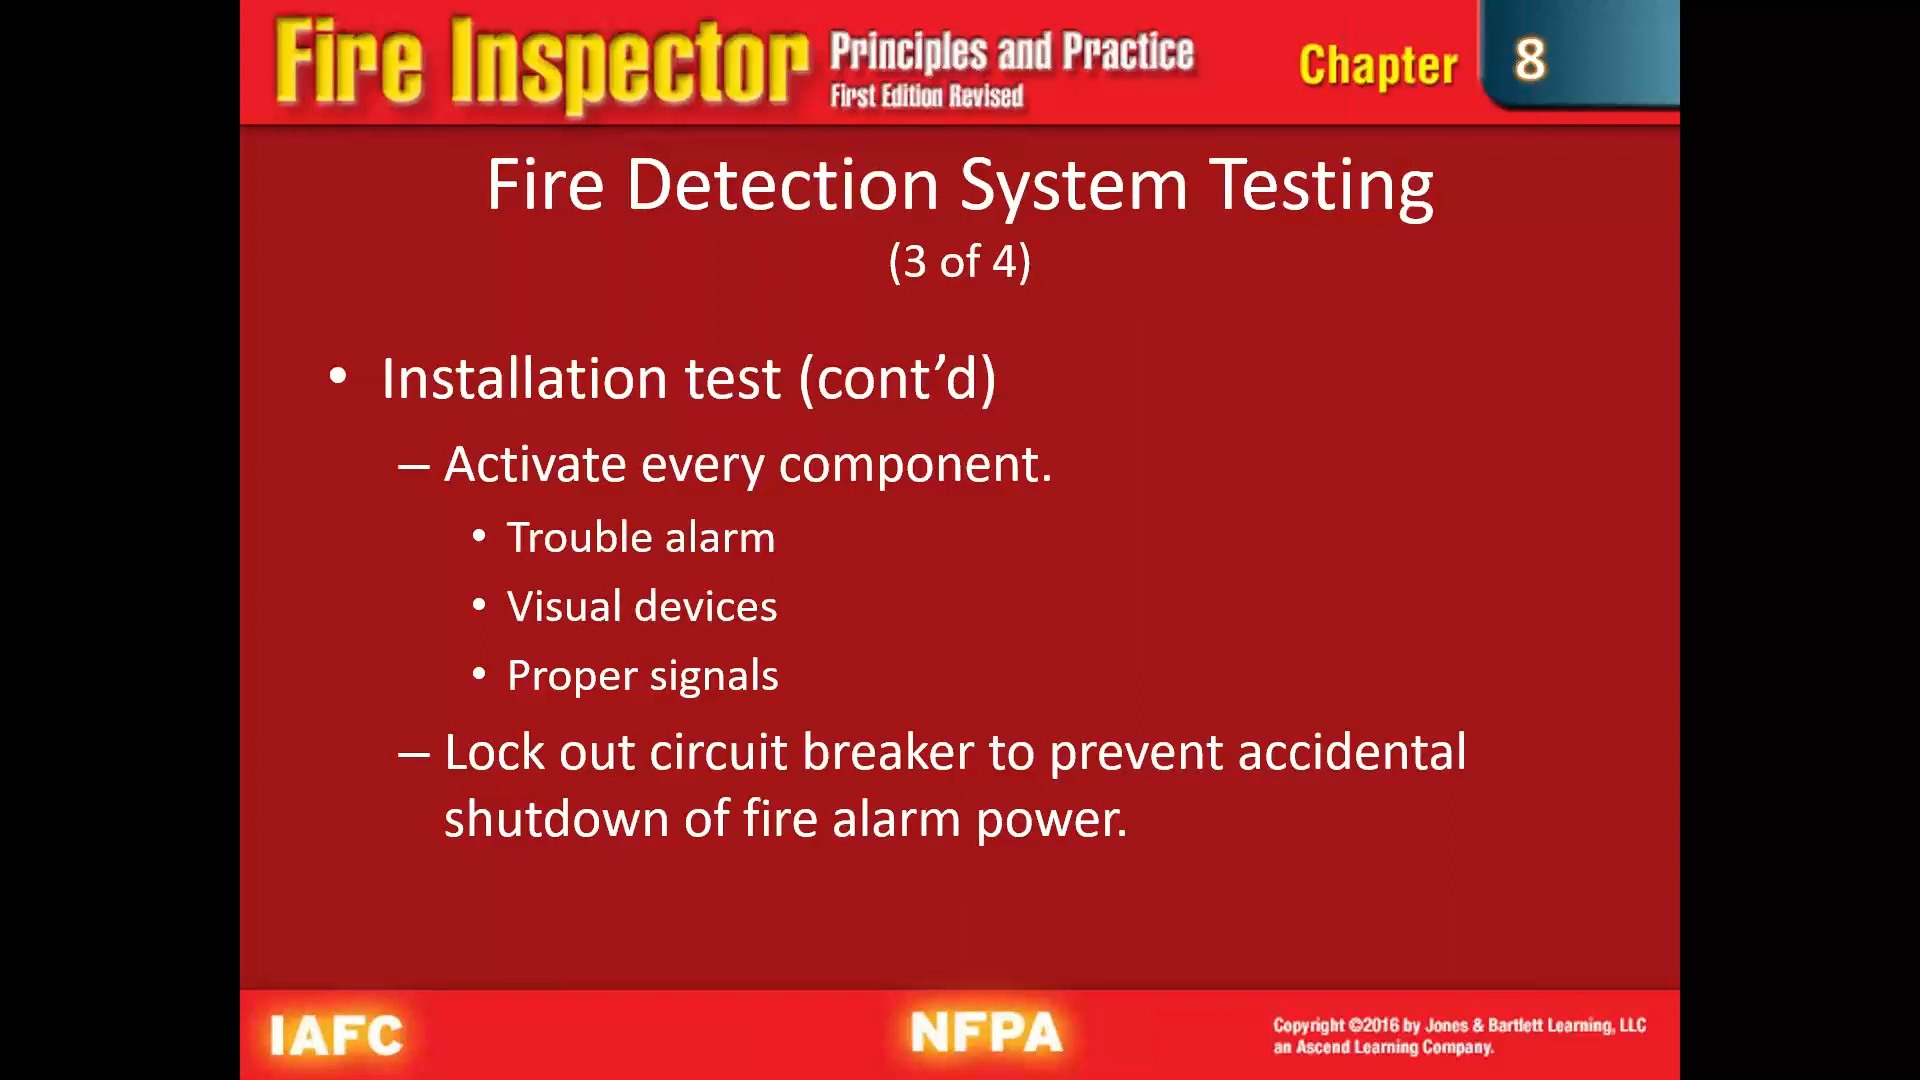 Fire Inspector Principles and Practice
First Edition Revised
Chapter 8
Fire Detection System Testing
(3 of 4)
• Installation test (cont’d)
– Activate every component.
• Trouble alarm
• Visual devices
• Proper signals
– Lock out circuit breaker to prevent accidental
shutdown of fire alarm power.
IAFC
NFPA
Copyright ©2016 by Jones & Bartlett Learning, LLC
an Ascend Learning Company.